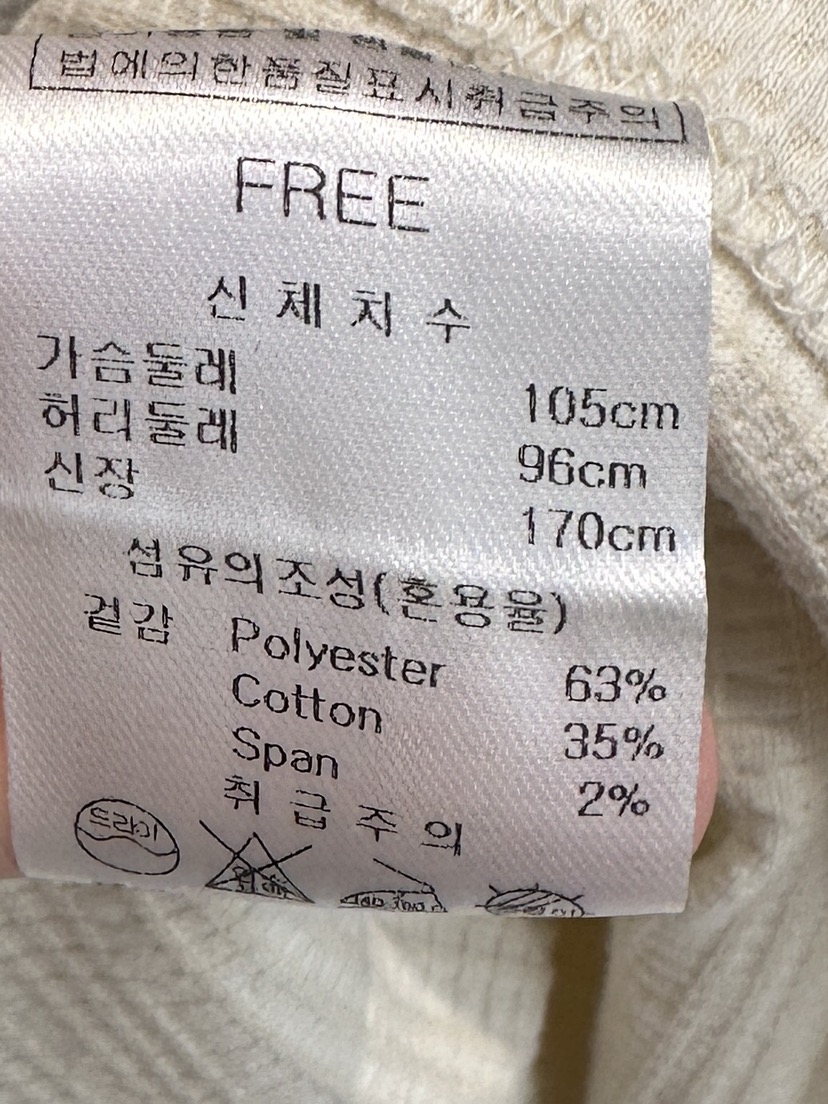 법에의한품질표시취급주의
FREE
신 체 치 수
가슴둘레 105cm
허리둘레 96cm
신장 170cm
섬유의조성(혼용율)
겉감 Polyester 63%
Cotton 35%
Span 2%
취 급 주 의
드라이